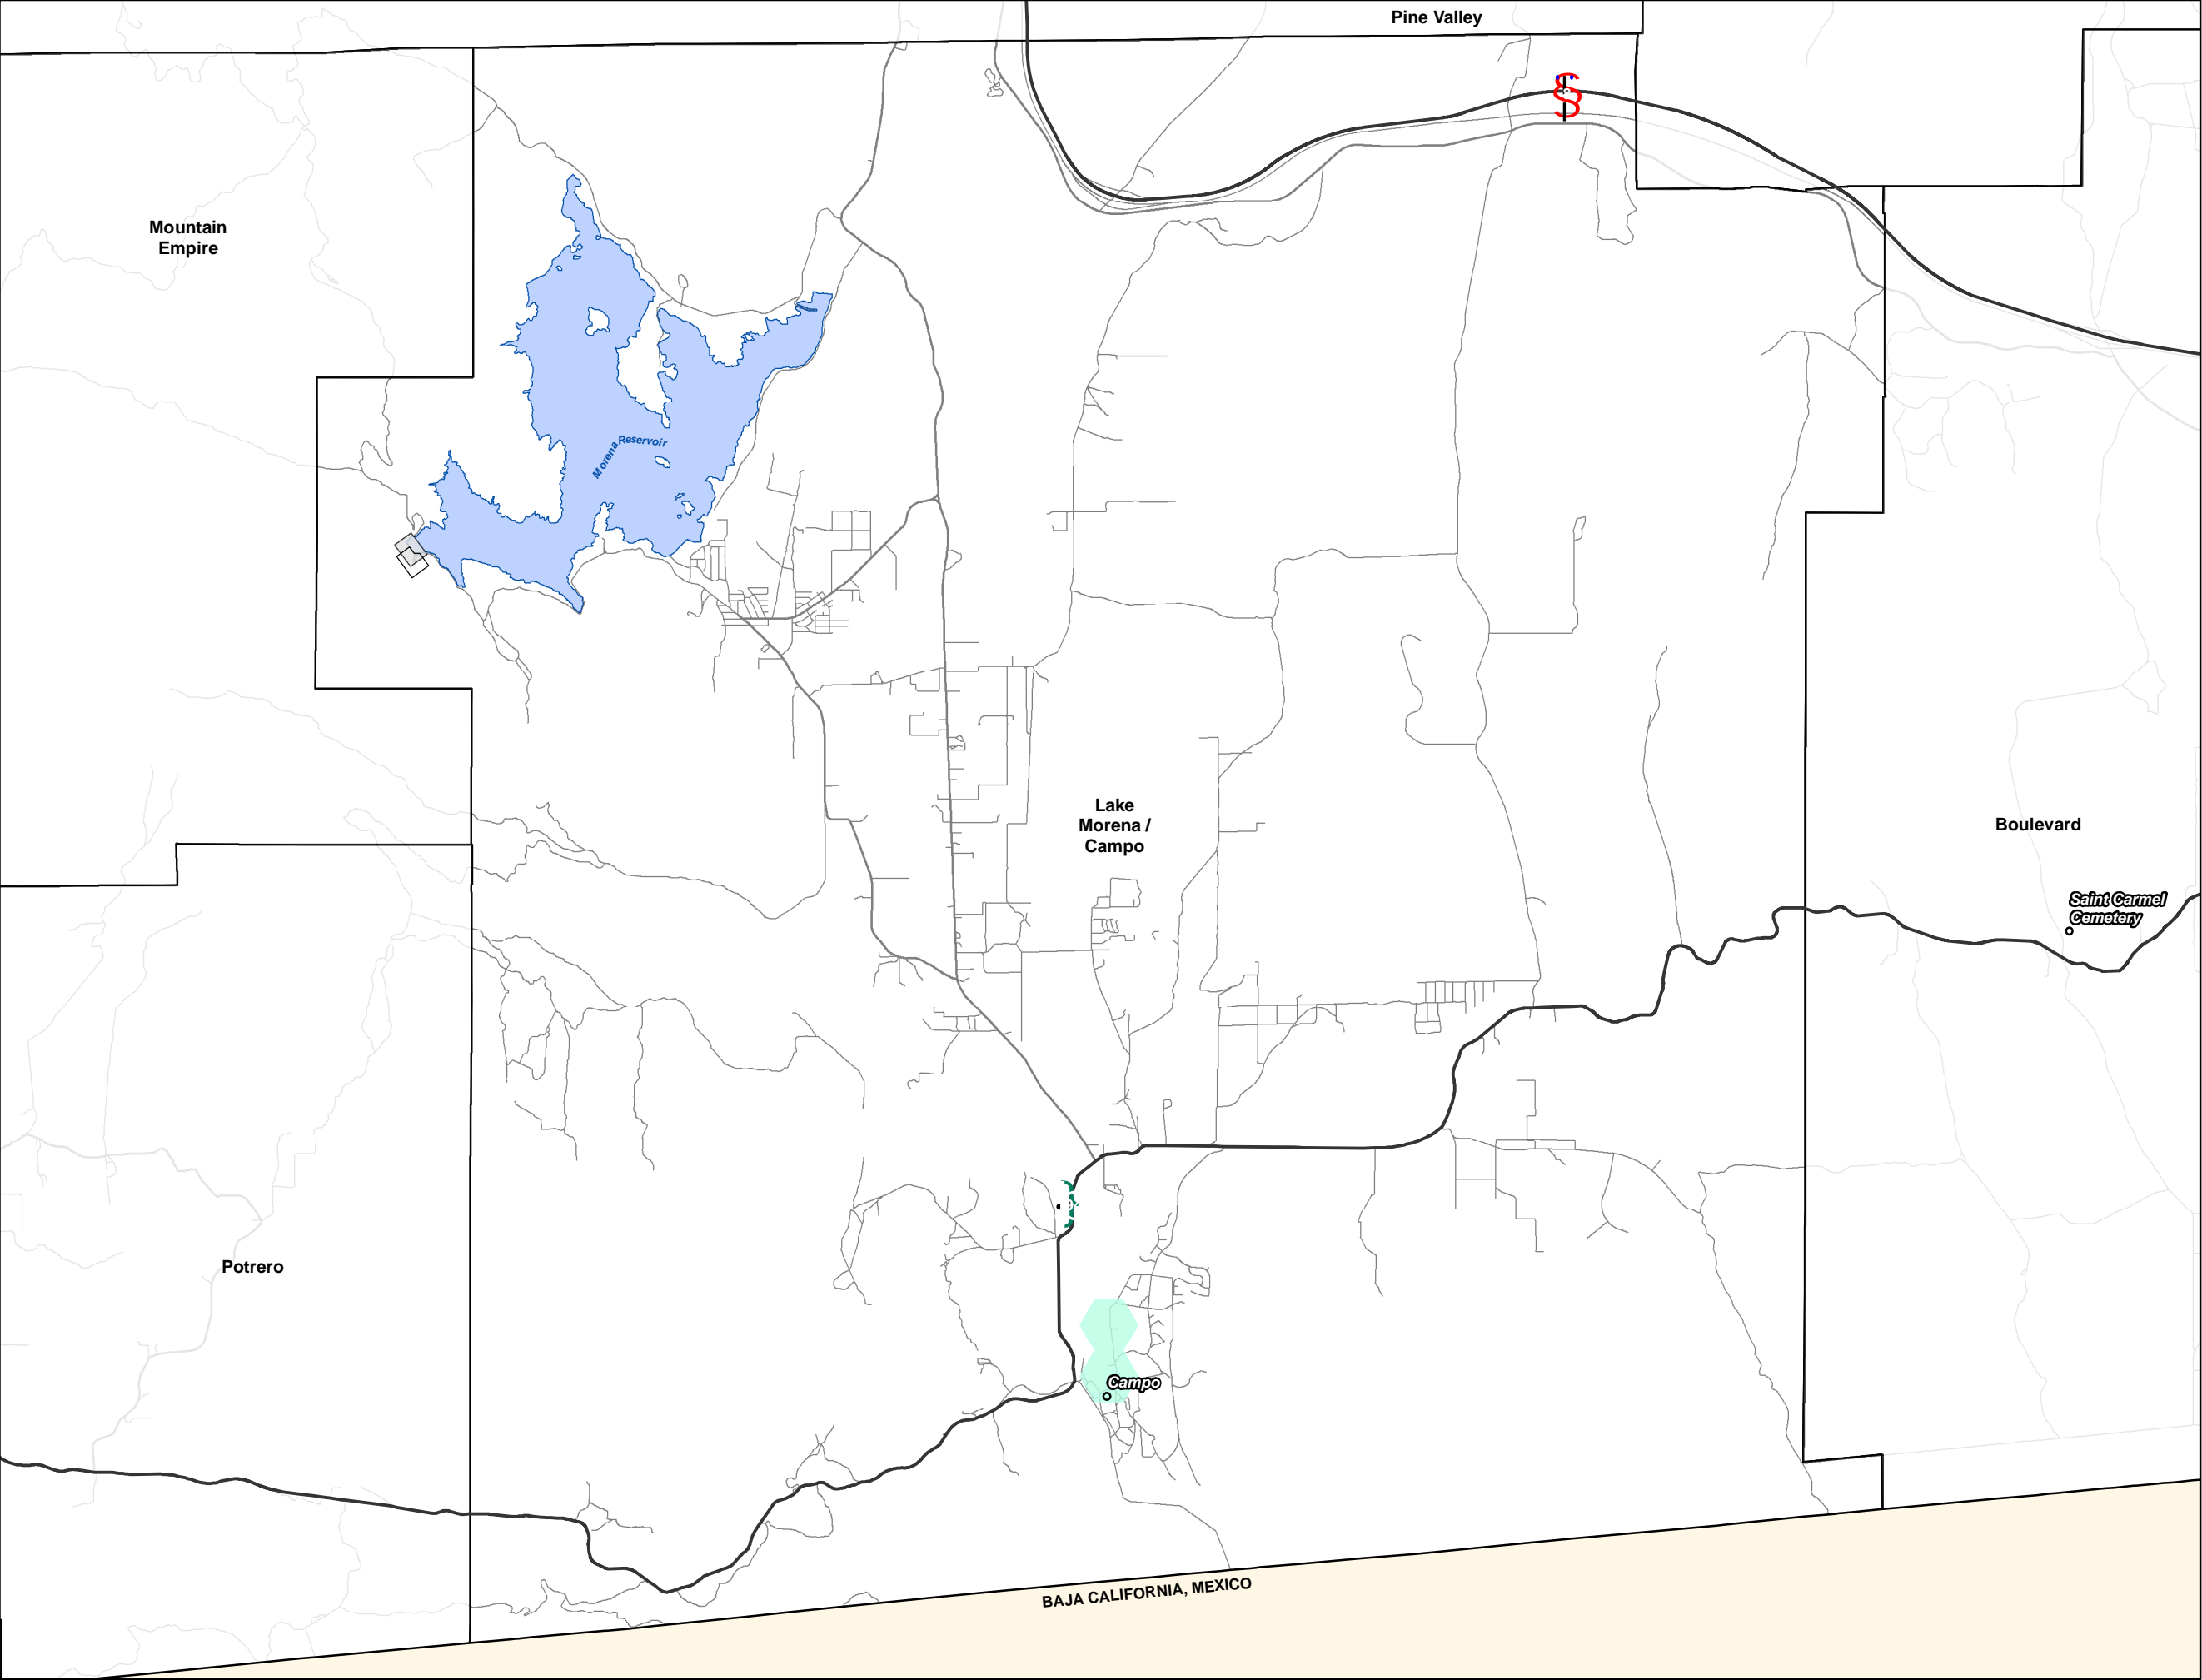 Pine Valley
Mountain
Empire
Morena Reservoir
Lake
Morena /
Campo
Boulevard
Saint Carmel
Cemetery
Potrero
Campo
BAJA CALIFORNIA, MEXICO